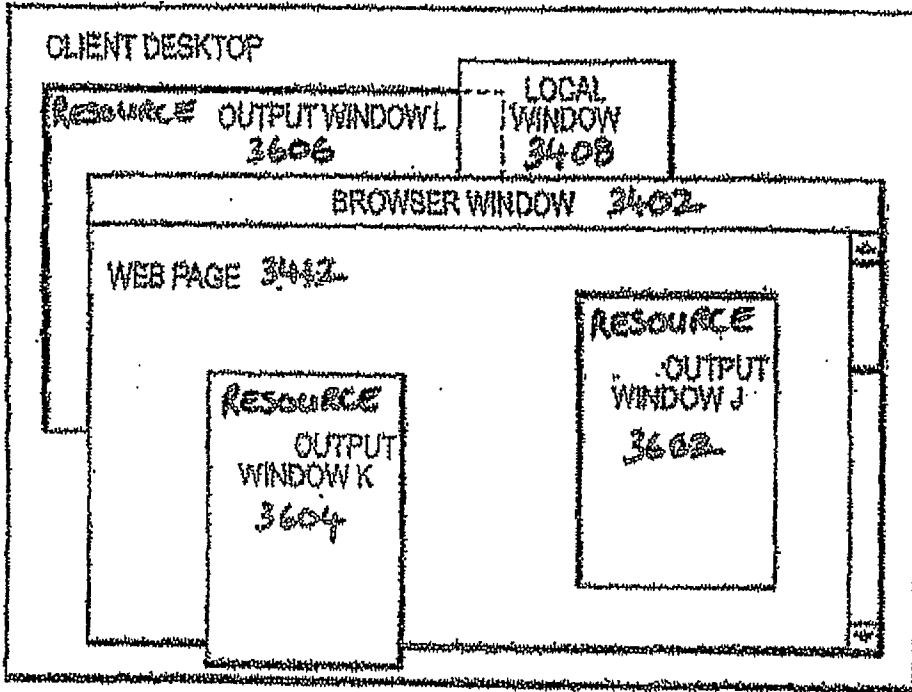 CLIENT DESKTOP
RESOURCE OUTPUT WINDOW L
3606
LOCAL
WINDOW
3408
BROWSER WINDOW 3402
WEB PAGE 3412
RESOURCE
OUTPUT
WINDOW J
3602
RESOURCE
OUTPUT
WINDOW K
3604